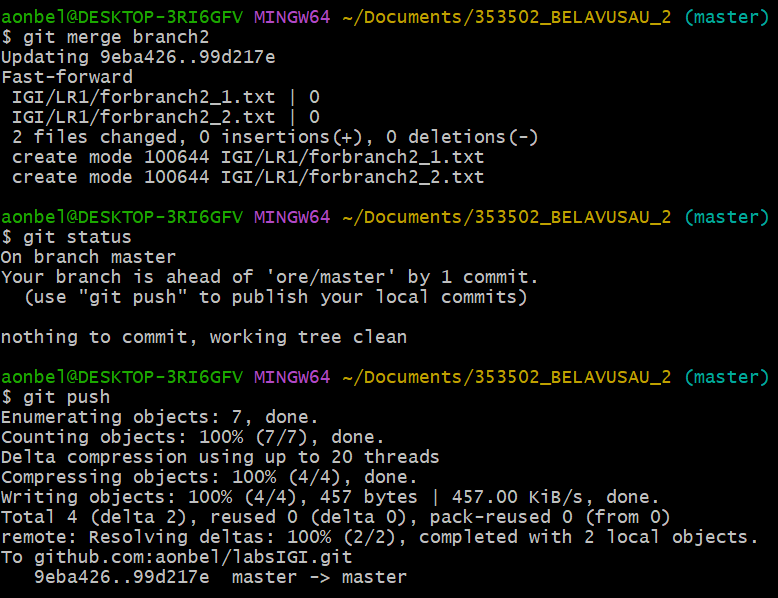 aonbel@DESKTOP-3RI6GFV MINGW64 ~/Documents/353502_BELAVUSAU_2 (master)
$ git merge branch2
Updating 9eba426..99d217e
Fast-forward
 IGI/LR1/forbranch2_1.txt | 0
 IGI/LR1/forbranch2_2.txt | 0
 2 files changed, 0 insertions(+), 0 deletions(-)
 create mode 100644 IGI/LR1/forbranch2_1.txt
 create mode 100644 IGI/LR1/forbranch2_2.txt

aonbel@DESKTOP-3RI6GFV MINGW64 ~/Documents/353502_BELAVUSAU_2 (master)
$ git status
On branch master
Your branch is ahead of 'ore/master' by 1 commit.
  (use "git push" to publish your local commits)

nothing to commit, working tree clean

aonbel@DESKTOP-3RI6GFV MINGW64 ~/Documents/353502_BELAVUSAU_2 (master)
$ git push
Enumerating objects: 7, done.
Counting objects: 100% (7/7), done.
Delta compression using up to 20 threads
Compressing objects: 100% (4/4), done.
Writing objects: 100% (4/4), 457 bytes | 457.00 KiB/s, done.
Total 4 (delta 2), reused 0 (delta 0), pack-reused 0 (from 0)
remote: Resolving deltas: 100% (2/2), completed with 2 local objects.
To github.com:aonbel/labsIGI.git
   9eba426..99d217e  master -> master